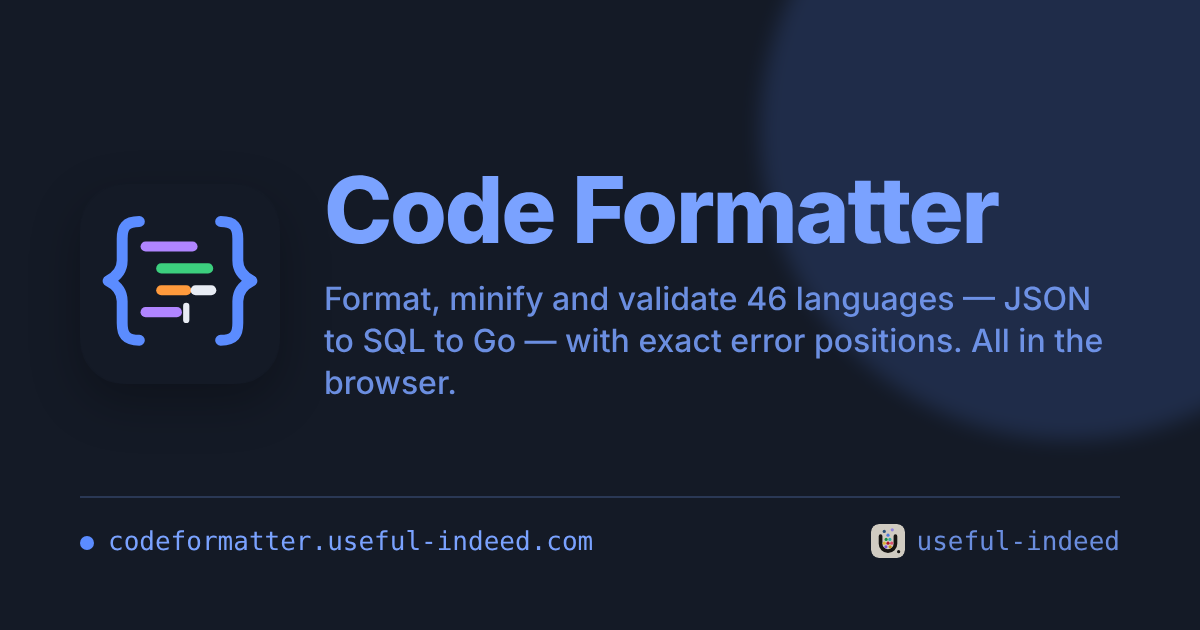 Code Formatter
Format, minify and validate 46 languages — JSON
to SQL to Go — with exact error positions. All in the
browser.
codeformatter.useful-indeed.com
useful-indeed